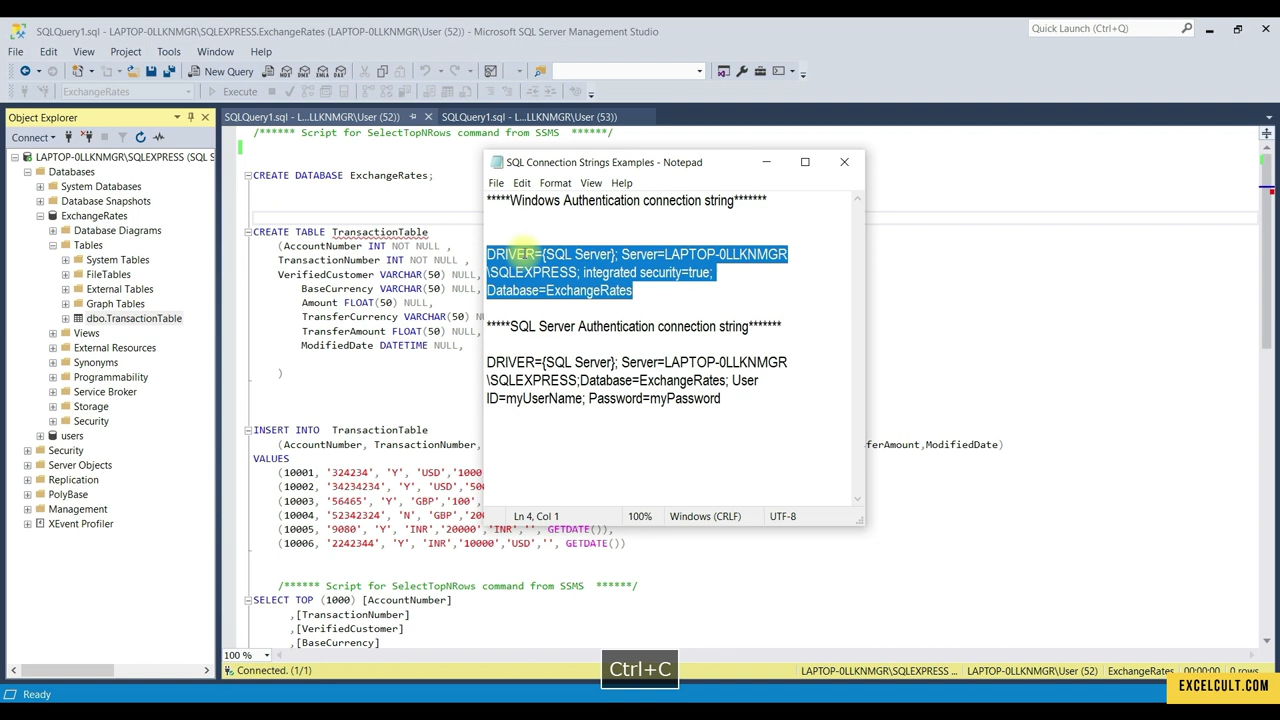 SQLQuery1.sql - LAPTOP-0LLKNMGR\SQLEXPRESS.ExchangeRates (LAPTOP-0LLKNMGR\User (52)) - Microsoft SQL Server Management Studio
Quick Launch (Ctrl+Q)
File Edit View Project Tools Window Help
New Query MDX DMX XMLA DAX
ExchangeRates Execute
Object Explorer
Connect
LAPTOP-0LLKNMGR\SQLEXPRESS (SQL S
Databases
System Databases
Database Snapshots
ExchangeRates
Database Diagrams
Tables
System Tables
FileTables
External Tables
Graph Tables
dbo.TransactionTable
Views
External Resources
Synonyms
Programmability
Service Broker
Storage
Security
users
Security
Server Objects
Replication
PolyBase
Management
XEvent Profiler
SQLQuery1.sql - L...LLKNMGR\User (52)) SQLQuery1.sql - L...LLKNMGR\User (53))
/****** Script for SelectTopNRows command from SSMS ******/
CREATE DATABASE ExchangeRates;
CREATE TABLE TransactionTable
(AccountNumber INT NOT NULL ,
TransactionNumber INT NOT NULL ,
VerifiedCustomer VARCHAR(50) NULL,
BaseCurrency VARCHAR(50) NULL,
Amount FLOAT(50) NULL,
TransferCurrency VARCHAR(50) NULL,
TransferAmount FLOAT(50) NULL,
ModifiedDate DATETIME NULL,
)
INSERT INTO TransactionTable
(AccountNumber, TransactionNumber, ferAmount,ModifiedDate)
VALUES
(10001, '324234', 'Y', 'USD','1000
(10002, '34234234', 'Y', 'USD','500
(10003, '56465', 'Y', 'GBP','100',
(10004, '52342324', 'N', 'GBP','200
(10005, '9080', 'Y', 'INR','20000','INR','', GETDATE()),
(10006, '2242344', 'Y', 'INR','10000','USD','', GETDATE())
/****** Script for SelectTopNRows command from SSMS ******/
SELECT TOP (1000) [AccountNumber]
,[TransactionNumber]
,[VerifiedCustomer]
,[BaseCurrency]
SQL Connection Strings Examples - Notepad
File Edit Format View Help
*****Windows Authentication connection string*******
DRIVER={SQL Server}; Server=LAPTOP-0LLKNMGR
\SQLEXPRESS; integrated security=true;
Database=ExchangeRates
*****SQL Server Authentication connection string*******
DRIVER={SQL Server}; Server=LAPTOP-0LLKNMGR
\SQLEXPRESS;Database=ExchangeRates; User
ID=myUserName; Password=myPassword
Ln 4, Col 1 100% Windows (CRLF) UTF-8
100 %
Connected. (1/1) LAPTOP-0LLKNMGR\SQLEXPRESS ... LAPTOP-0LLKNMGR\User (52) ExchangeRates 00:00:00 0 rows
Ctrl+C
Ready
EXCELCULT.COM